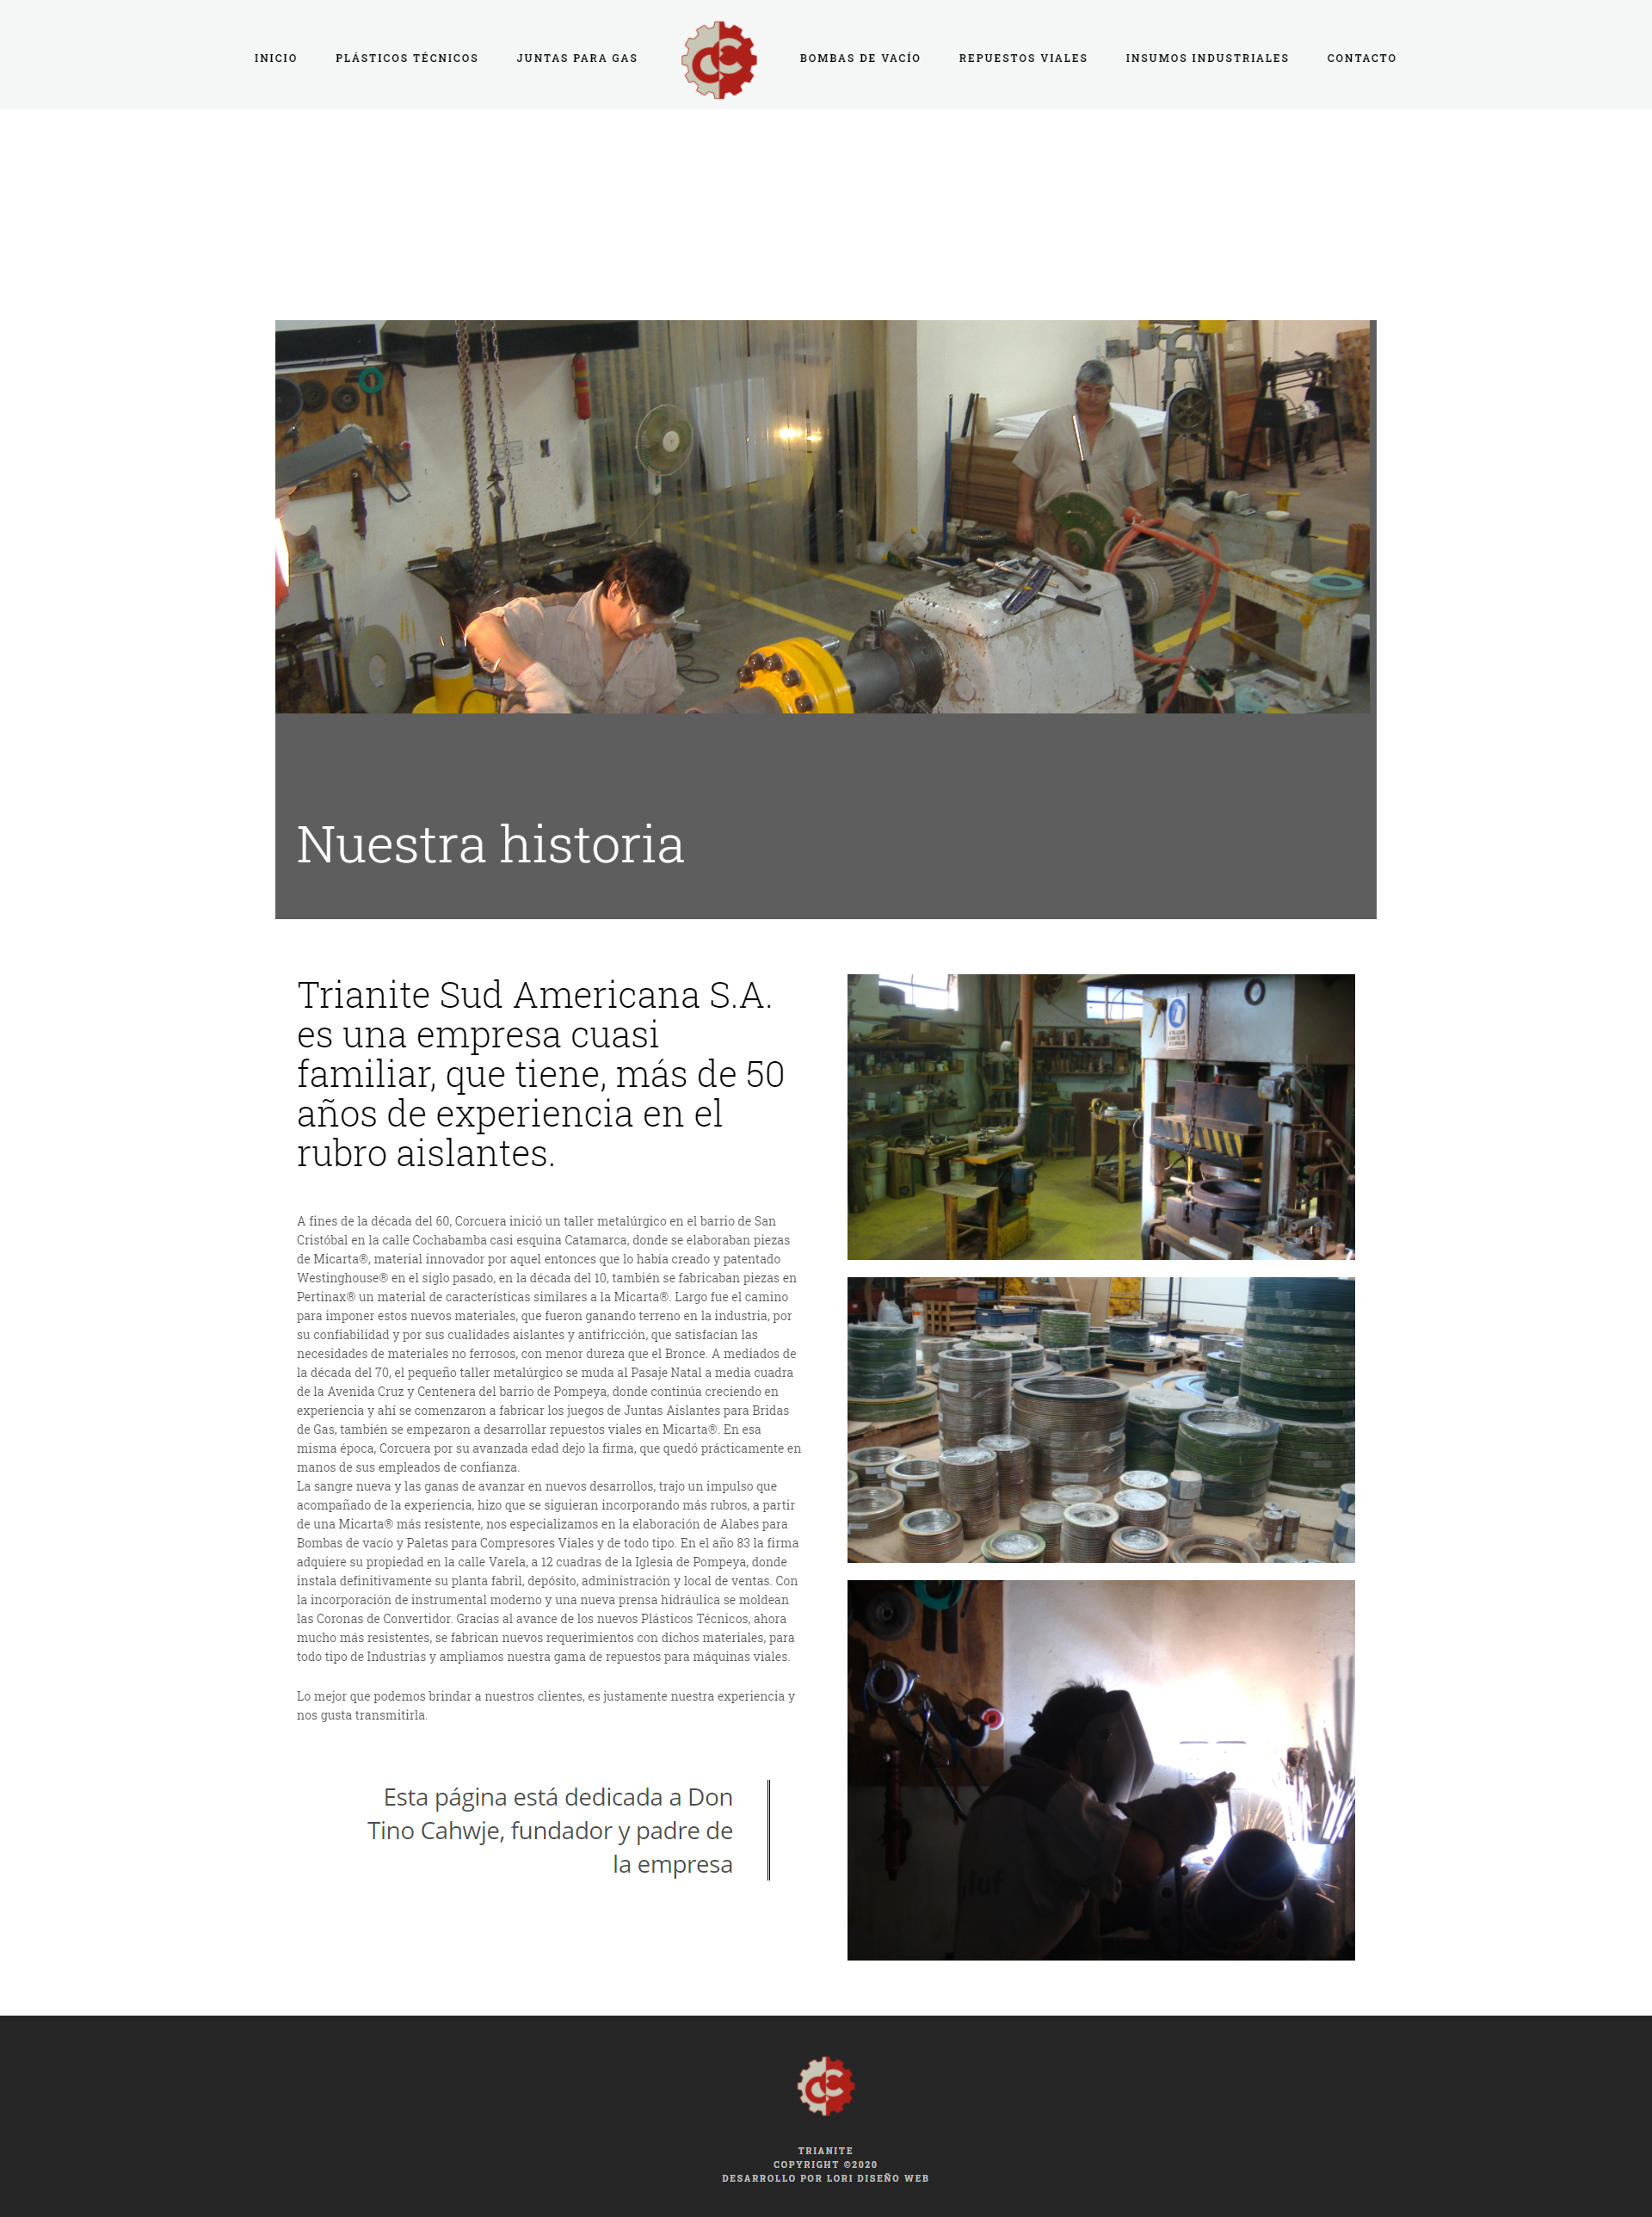 INICIO PLÁSTICOS TÉCNICOS JUNTAS PARA GAS BOMBAS DE VACÍO REPUESTOS VIALES INSUMOS INDUSTRIALES CONTACTO
Nuestra historia
Trianite Sud Americana S.A.
es una empresa cuasi
familiar, que tiene, más de 50
años de experiencia en el
rubro aislantes.
A fines de la década del 60, Corcuera inició un taller metalúrgico en el barrio de San
Cristóbal en la calle Cochabamba casi esquina Catamarca, donde se elaboraban piezas
de Micarta®, material innovador por aquel entonces que lo había creado y patentado
Westinghouse® en el siglo pasado, en la década del 10, también se fabricaban piezas en
Pertinax® un material de características similares a la Micarta®. Largo fue el camino
para imponer estos nuevos materiales, que fueron ganando terreno en la industria, por
su confiabilidad y por sus cualidades aislantes y antifricción, que satisfacían las
necesidades de materiales no ferrosos, con menor dureza que el Bronce. A mediados de
la década del 70, el pequeño taller metalúrgico se muda al Pasaje Natal a media cuadra
de la Avenida Cruz y Centenera del barrio de Pompeya, donde continúa creciendo en
experiencia y ahí se comenzaron a fabricar los juegos de Juntas Aislantes para Bridas
de Gas, también se empezaron a desarrollar repuestos viales en Micarta®. En esa
misma época, Corcuera por su avanzada edad dejo la firma, que quedó prácticamente en
manos de sus empleados de confianza.
La sangre nueva y las ganas de avanzar en nuevos desarrollos, trajo un impulso que
acompañado de la experiencia, hizo que se siguieran incorporando más rubros, a partir
de una Micarta® más resistente, nos especializamos en la elaboración de Alabes para
Bombas de vacío y Paletas para Compresores Viales y de todo tipo. En el año 83 la firma
adquiere su propiedad en la calle Varela, a 12 cuadras de la Iglesia de Pompeya, donde
instala definitivamente su planta fabril, depósito, administración y local de ventas. Con
la incorporación de instrumental moderno y una nueva prensa hidráulica se moldean
las Coronas de Convertidor. Gracias al avance de los nuevos Plásticos Técnicos, ahora
mucho más resistentes, se fabrican nuevos requerimientos con dichos materiales, para
todo tipo de Industrias y ampliamos nuestra gama de repuestos para máquinas viales.
Lo mejor que podemos brindar a nuestros clientes, es justamente nuestra experiencia y
nos gusta transmitirla.
Esta página está dedicada a Don
Tino Cahwje, fundador y padre de
la empresa
TRIANITE
COPYRIGHT ©2020
DESARROLLO POR LORI DISEÑO WEB